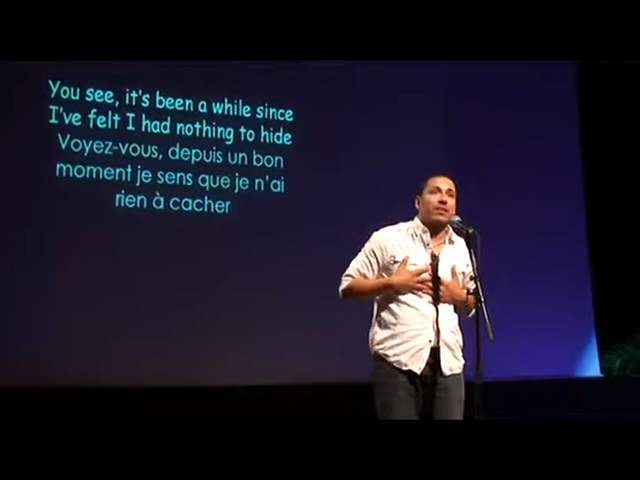 You see, it's been a while since
I've felt I had nothing to hide
Voyez-vous, depuis un bon
moment je sens que je n'ai
rien à cacher